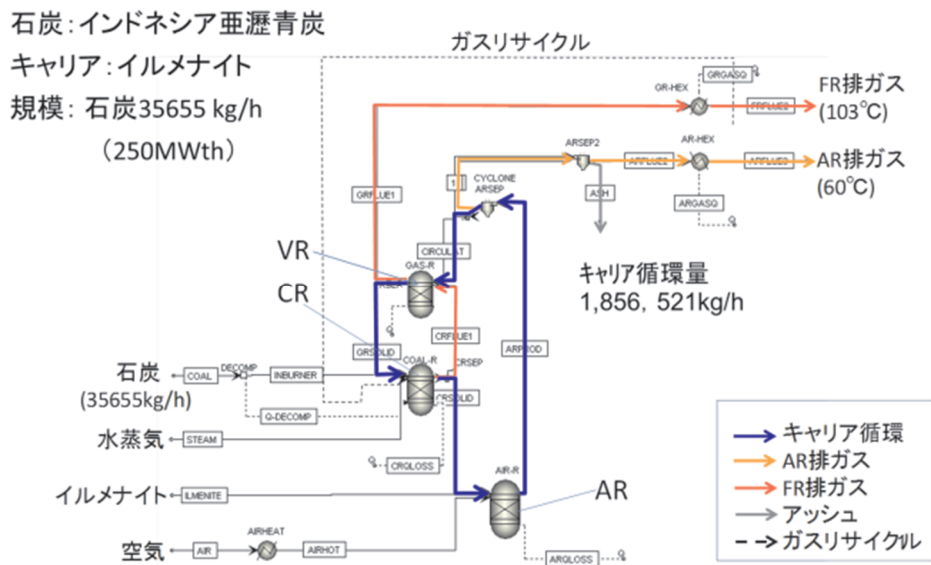 石炭：インドネシア亜瀝青炭
キャリア：イルメナイト
規模：石炭35655 kg/h
（250MWth）
ガスリサイクル
GRGASQ
GR-HEX
FRFLUE2
FR排ガス
(103℃)
ARSEP2
AR-HEX
ARFLUE2
ARFLUE3
AR排ガス
(60℃)
ASH
ARGASQ
CYCLONE
ARSEP
GRFLUE1
CIRCULAT
VR
GAS-R
キャリア循環量
1,856, 521kg/h
CR
CRFLUE1
ARPROD
GRSOLID
COAL-R
CRSEP
石炭
(35655kg/h)
COAL
DECOMP
INBURNER
Q-DECOMP
水蒸気
STEAM
CRQLOSS
イルメナイト
ILMENITE
AIR-R
AR
空気
AIR
AIRHEAT
AIRHOT
ARQLOSS
キャリア循環
AR排ガス
FR排ガス
アッシュ
ガスリサイクル